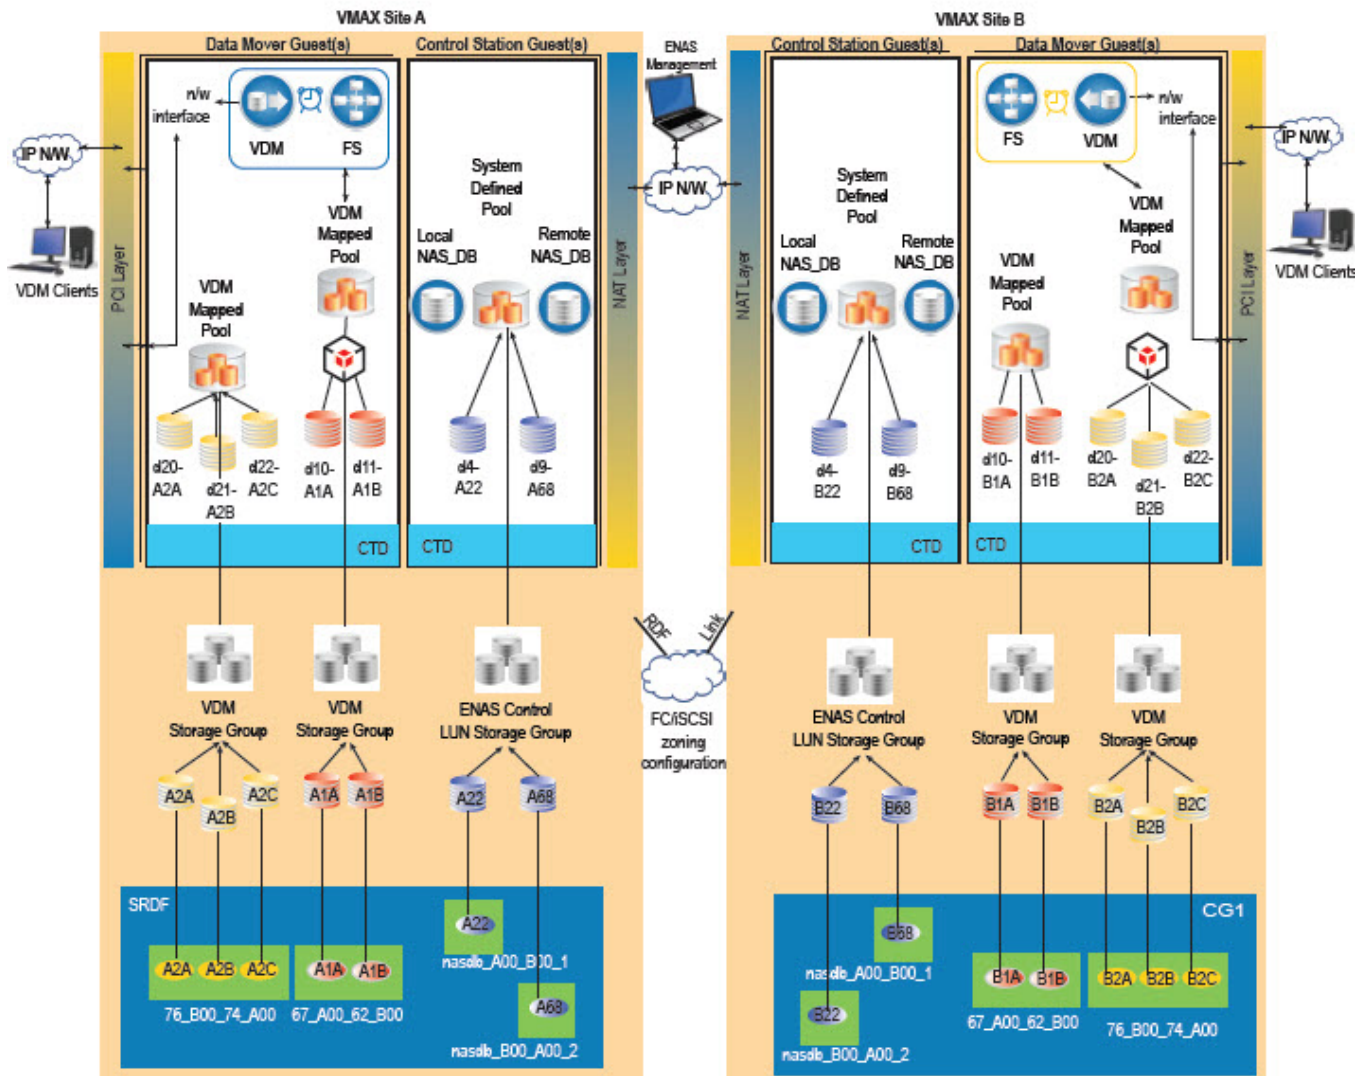 VMAX Site A
VMAX Site B
Data Mover Guest(s)
Control Station Guest(s)
ENAS
Management
Control Station Guest(s)
Data Mover Guest(s)
n/w
interface
VDM
FS
FS
VDM
n/w
interface
IP N/W
VDM Clients
PCI Layer
VDM
Mapped
Pool
VDM
Mapped
Pool
System
Defined
Pool
Local
NAS_DB
Remote
NAS_DB
NAT Layer
IP N/W
NAT Layer
System
Defined
Pool
Local
NAS_DB
Remote
NAS_DB
VDM
Mapped
Pool
VDM
Mapped
Pool
PCI Layer
IP N/W
VDM Clients
d20-
A2A
d21-
A2B
d22-
A2C
d10-
A1A
d11-
A1B
d4-
A22
d9-
A68
d4-
B22
d9-
B68
d10-
B1A
d11-
B1B
d20-
B2A
d21-
B2B
d22-
B2C
CTD
CTD
CTD
CTD
RDF
Link
FC/iSCSI
zoning
configuration
VDM
Storage Group
VDM
Storage Group
ENAS Control
LUN Storage Group
ENAS Control
LUN Storage Group
VDM
Storage Group
VDM
Storage Group
A2A
A2B
A2C
A1A
A1B
A22
A68
B22
B68
B1A
B1B
B2A
B2B
B2C
SRDF
A2A
A2B
A2C
76_B00_74_A00
A1A
A1B
67_A00_62_B00
A22
nasdb_A00_B00_1
A68
nasdb_B00_A00_2
CG1
B68
nasdb_A00_B00_1
B22
nasdb_B00_A00_2
B1A
B1B
67_A00_62_B00
B2A
B2B
B2C
76_B00_74_A00